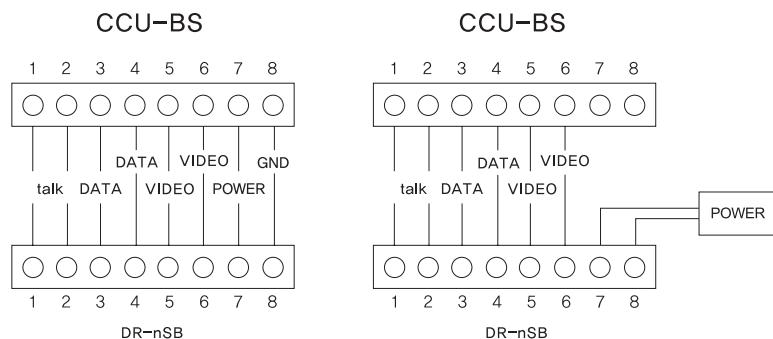 CCU-BS
1 2 3 4 5 6 7 8
DATA VIDEO GND
talk DATA VIDEO POWER
1 2 3 4 5 6 7 8
DR-nSB
CCU-BS
1 2 3 4 5 6 7 8
DATA VIDEO
talk DATA VIDEO
POWER
1 2 3 4 5 6 7 8
DR-nSB